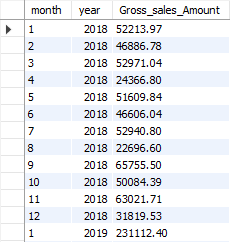 month year Gross_sales_Amount
1 2018 52213.97
2 2018 46886.78
3 2018 52971.04
4 2018 24366.80
5 2018 51609.84
6 2018 46606.04
7 2018 52940.80
8 2018 22696.60
9 2018 65755.50
10 2018 50084.39
11 2018 63021.71
12 2018 31819.53
1 2019 231112.40